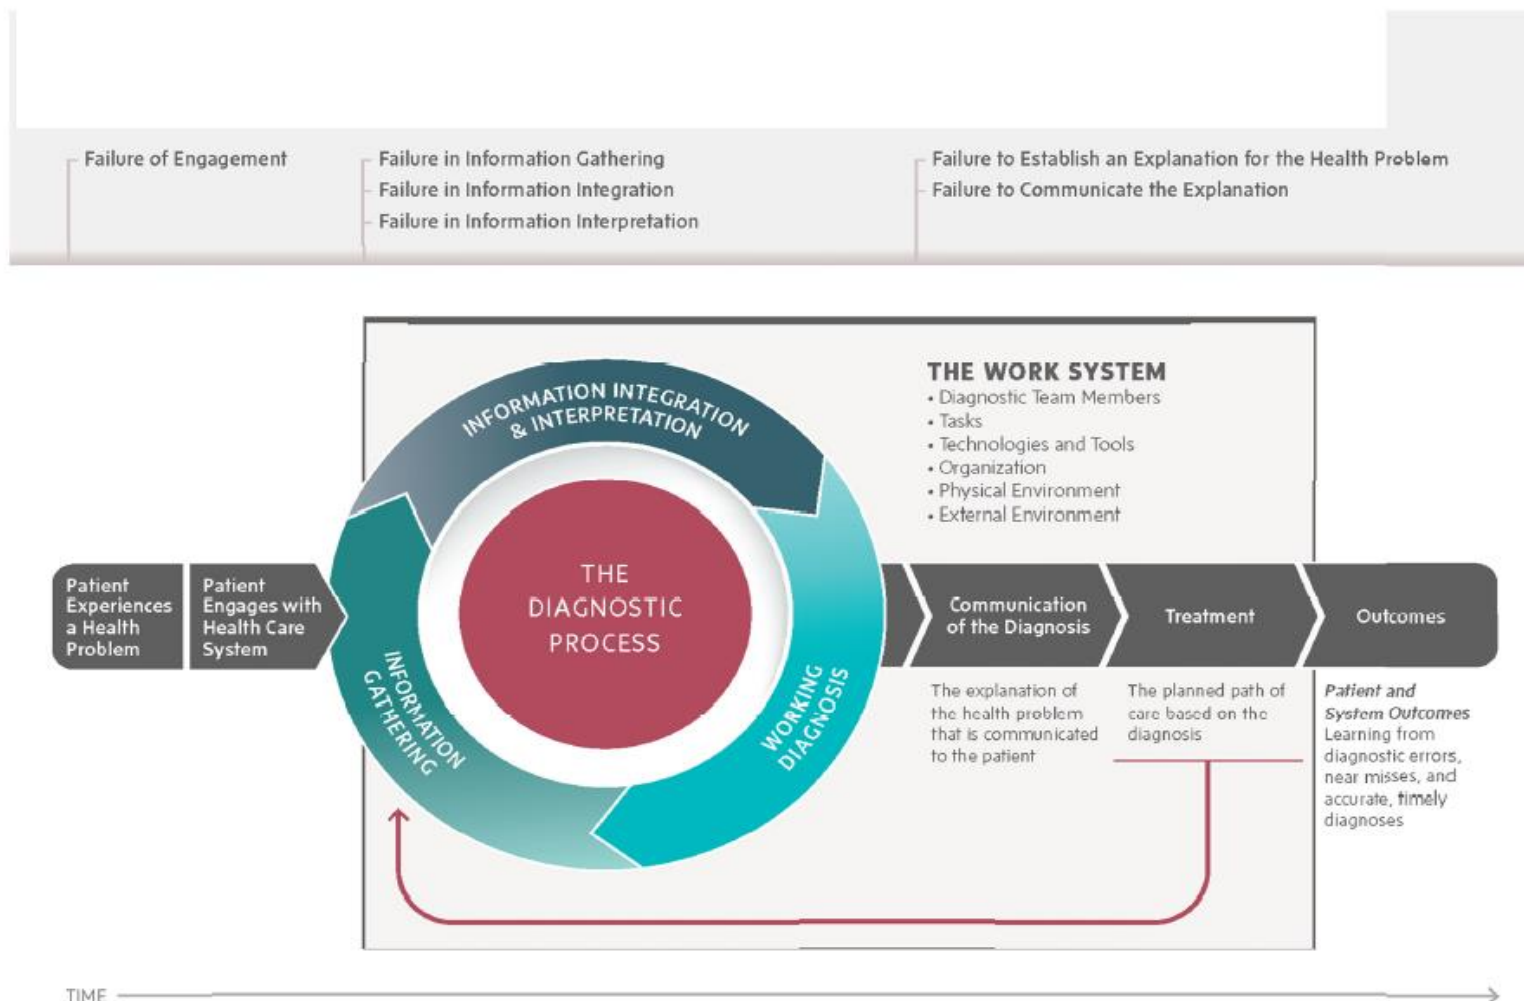 Failure of Engagement
Failure in Information Gathering
Failure in Information Integration
Failure in Information Interpretation
Failure to Establish an Explanation for the Health Problem
Failure to Communicate the Explanation
INFORMATION INTEGRATION
& INTERPRETATION
THE WORK SYSTEM
• Diagnostic Team Members
• Tasks
• Technologies and Tools
• Organization
• Physical Environment
• External Environment
Patient
Experiences
a Health
Problem
Patient
Engages with
Health Care
System
THE
DIAGNOSTIC
PROCESS
INFORMATION
GATHERING
WORKING
DIAGNOSIS
Communication
of the Diagnosis
Treatment
Outcomes
The explanation of
the health problem
that is communicated
to the patient
The planned path of
care based on the
diagnosis
Patient and
System Outcomes
Learning from
diagnostic errors,
near misses, and
accurate, timely
diagnoses
TIME